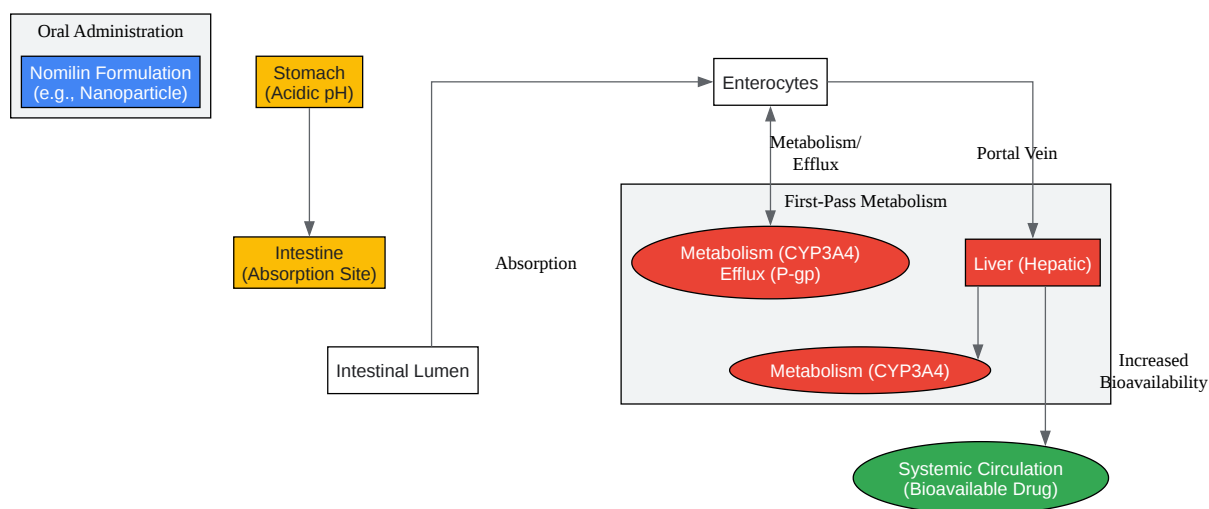 Oral Administration
Nomilin Formulation
(e.g., Nanoparticle)
Stomach
(Acidic pH)
Enterocytes
Metabolism/
Efflux
Portal Vein
First-Pass Metabolism
Intestine
(Absorption Site)
Absorption
Metabolism (CYP3A4)
Efflux (P-gp)
Liver (Hepatic)
Intestinal Lumen
Metabolism (CYP3A4)
Increased
Bioavailability
Systemic Circulation
(Bioavailable Drug)